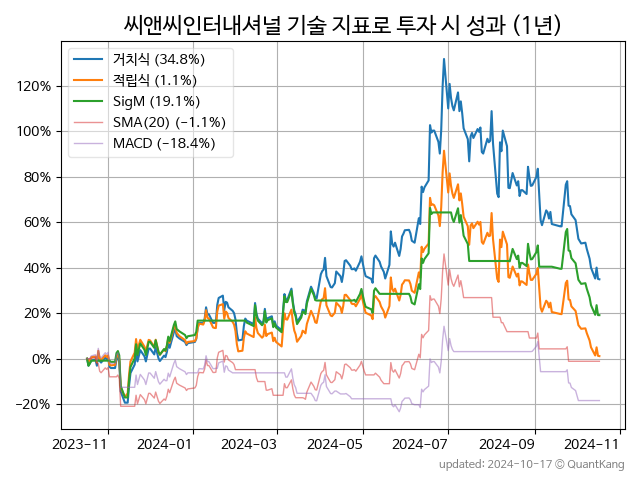 씨앤씨인터내셔널 기술 지표로 투자 시 성과 (1년)
거치식 (34.8%)
적립식 (1.1%)
SigM (19.1%)
SMA(20) (−1.1%)
MACD (−18.4%)
120%
100%
80%
60%
40%
20%
0%
−20%
2023−11 2024−01 2024−03 2024−05 2024−07 2024−09 2024−11
updated: 2024-10-17 © QuantKang